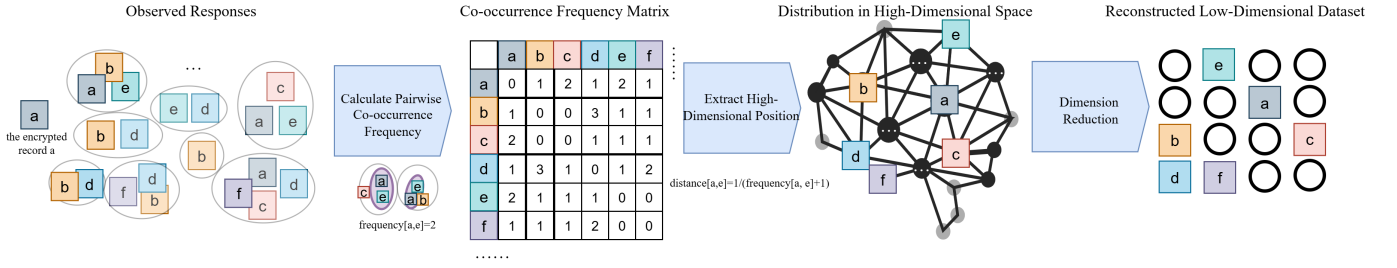 Observed Responses
Co-occurrence Frequency Matrix
Distribution in High-Dimensional Space
Reconstructed Low-Dimensional Dataset
a
the encrypted
record a
b
a
e
...
c
a
e
e
d
b
d
b
b
d
f
d
b
a
f
d
c
Calculate Pairwise
Co-occurrence
Frequency
c
a
e
e
a
b
frequency[a,e]=2
a b c d e f
a 0 1 2 1 2 1
b 1 0 0 3 1 1
c 2 0 0 1 1 1
d 1 3 1 0 1 2
e 2 1 1 1 0 0
f 1 1 1 2 0 0
......
......
Extract High-
Dimensional Position
distance[a,e]=1/(frequency[a, e]+1)
e
...
...
b
a
...
d
c
...
f
Dimension
Reduction
e
a
b
c
d
f